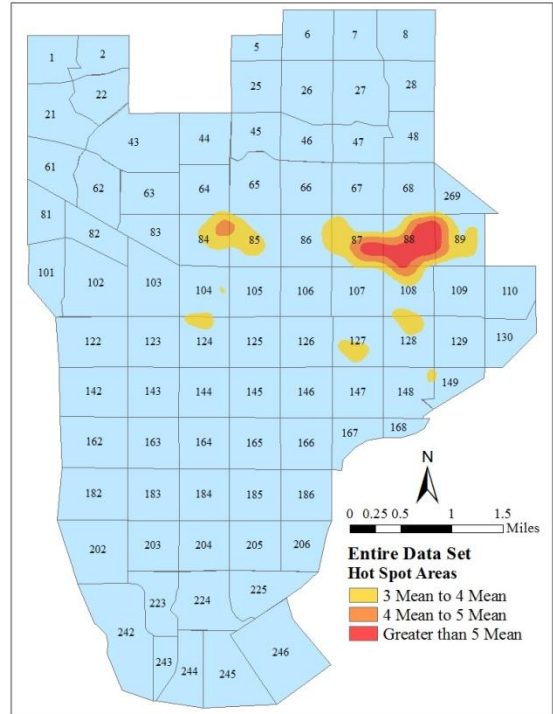 6 7 8
5
1 2
25 26 27 28
22
21
43 44 45 46 47 48
61 62 63 64 65 66 67 68 269
81 82 83 84 85 86 87 88 89
101 102 103 104 105 106 107 108 109 110
122 123 124 125 126 127 128 129 130
142 143 144 145 146 147 148 149
162 163 164 165 166 167 168
N
182 183 184 185 186
0 0.25 0.5 1 1.5
Miles
202 203 204 205 206
Entire Data Set
Hot Spot Areas
223 224 225
3 Mean to 4 Mean
4 Mean to 5 Mean
Greater than 5 Mean
242 243 244 245 246